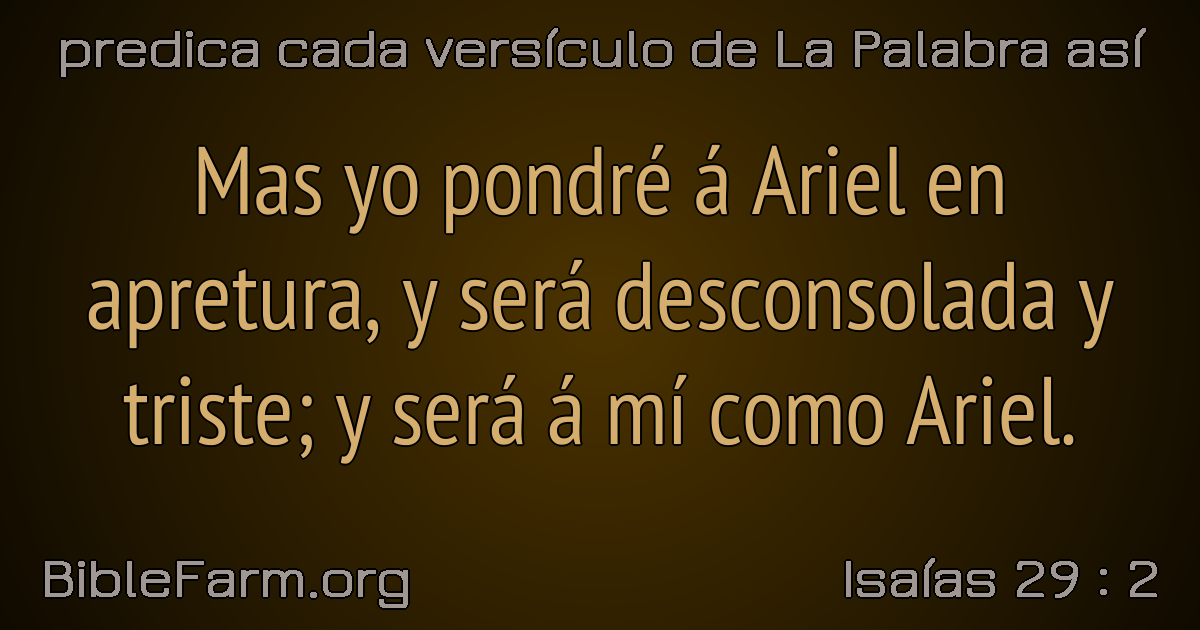 predica cada versículo de La Palabra así
Mas yo pondré á Ariel en
apretura, y será desconsolada y
triste; y será á mí como Ariel.
BibleFarm.org
Isaías 29 : 2